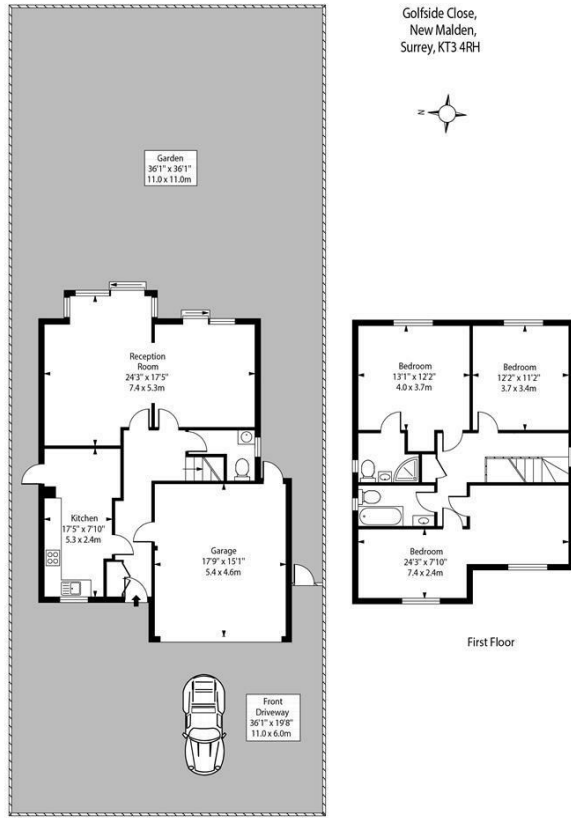 Golfside Close,
New Malden,
Surrey, KT3 4RH
N
Garden
36'1" x 36'1"
11.0 x 11.0m
Reception
Room
24'3" x 17'5"
7.4 x 5.3m
Kitchen
17'5" x 7'10"
5.3 x 2.4m
Garage
17'9" x 15'1"
5.4 x 4.6m
Front
Driveway
36'1" x 19'8"
11.0 x 6.0m
Bedroom
13'1" x 12'2"
4.0 x 3.7m
Bedroom
12'2" x 11'2"
3.7 x 3.4m
Bedroom
24'3" x 7'10"
7.4 x 2.4m
First Floor